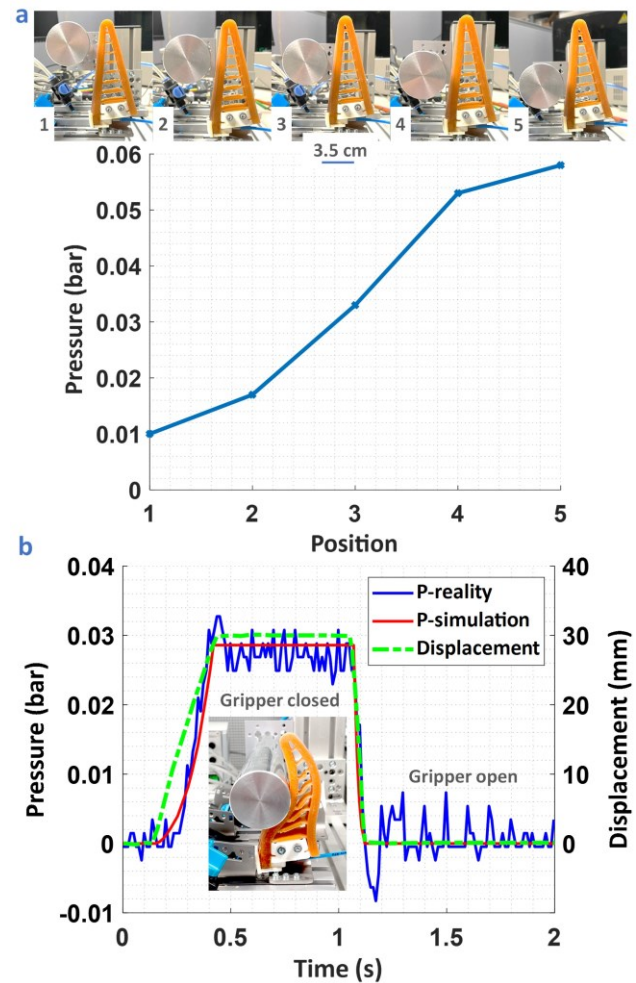 a
1 2 3 4 5
3.5 cm
0.06
0.05
0.04
0.03
0.02
0.01
0
Pressure (bar)
1 2 3 4 5
Position
b
0.04 40
0.03 30
0.02 20
0.01 10
0 0
-0.01
Pressure (bar)
Displacement (mm)
P-reality
P-simulation
Displacement
Gripper closed
Gripper open
0 0.5 1 1.5 2
Time (s)